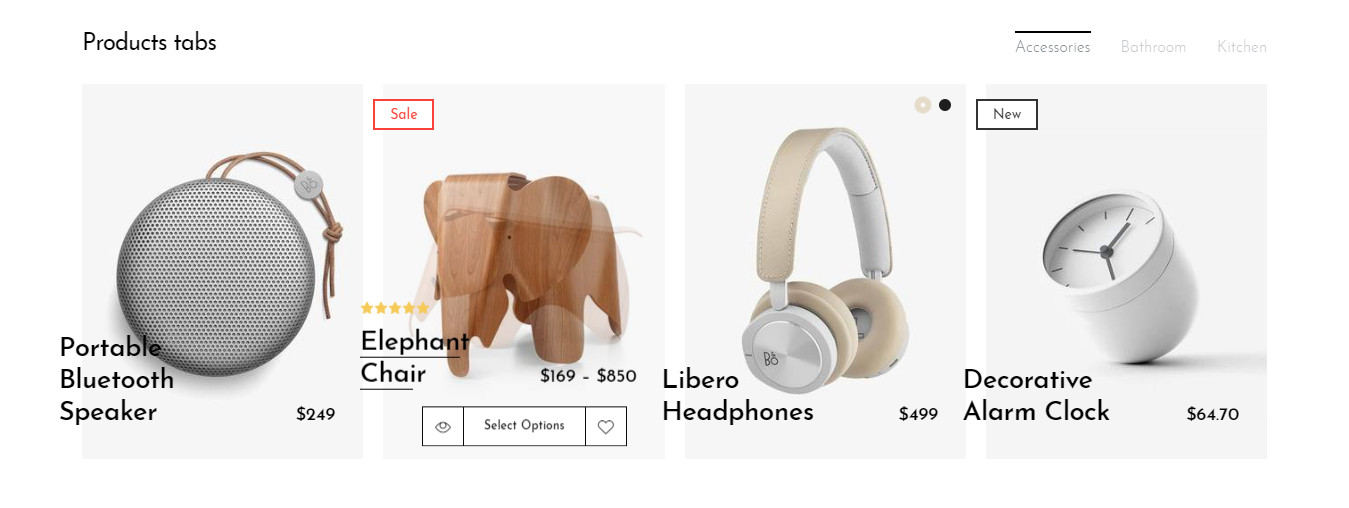 Products tabs
Accessories Bathroom Kitchen
Portable
Bluetooth
Speaker
$249
Sale
Elephant
Chair
$169 – $850
Select Options
Libero
Headphones
$499
New
Decorative
Alarm Clock
$64.70